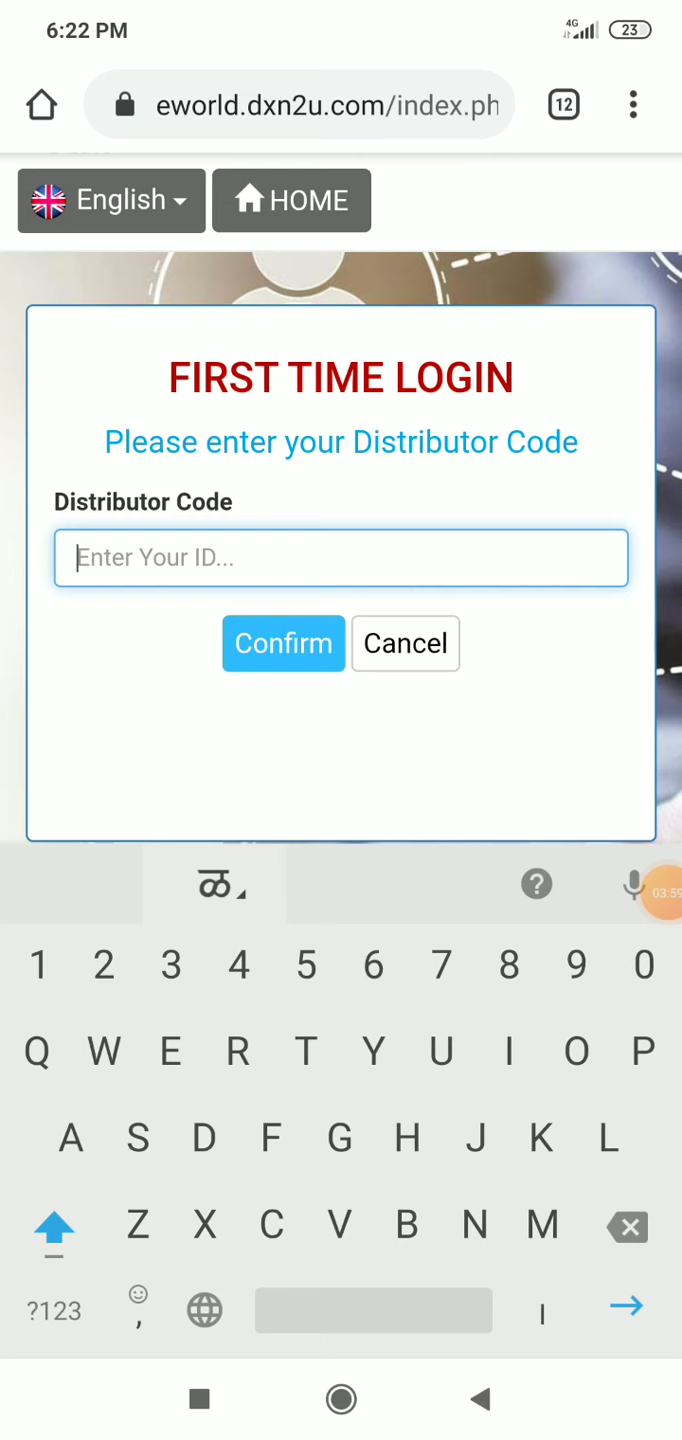 6:22 PM
4G
23
eworld.dxn2u.com/index.ph
12
English
HOME
FIRST TIME LOGIN
Please enter your Distributor Code
Distributor Code
Enter Your ID...
Confirm
Cancel
ळ
?
03:59
1 2 3 4 5 6 7 8 9 0
Q W E R T Y U I O P
A S D F G H J K L
Z X C V B N M
?123
,
।